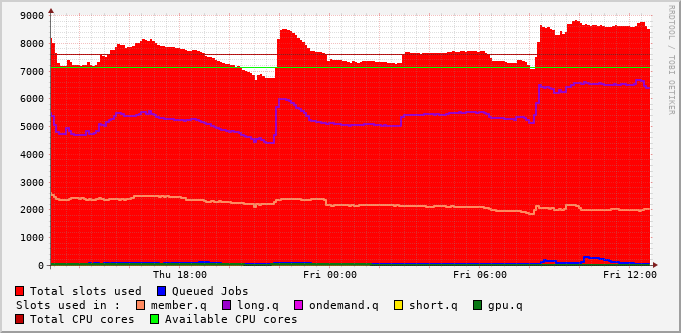 9000
8000
7000
6000
5000
4000
3000
2000
1000
0
Thu 18:00 Fri 00:00 Fri 06:00 Fri 12:00
Total slots used Queued Jobs
Slots used in : member.q long.q ondemand.q short.q gpu.q
Total CPU cores Available CPU cores
RRDTOOL / TOBI OETIKER